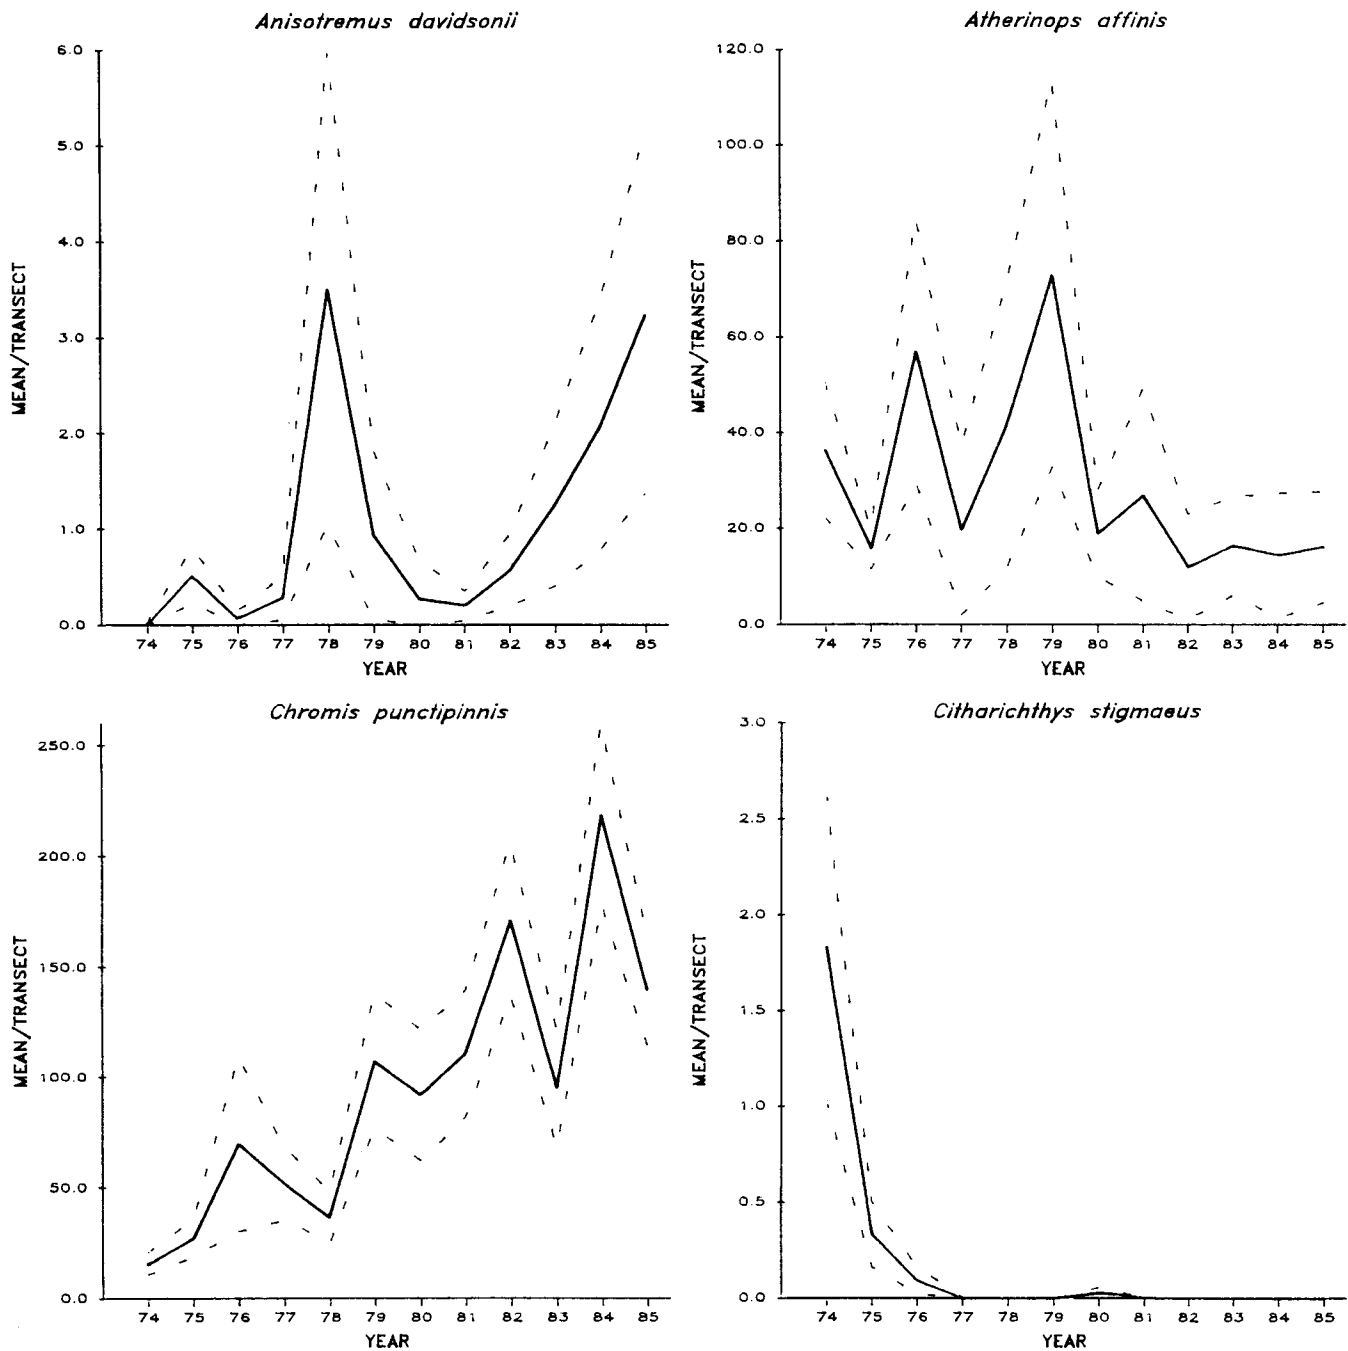 Anisotremus davidsonii
6.0
5.0
4.0
3.0
2.0
1.0
0.0
MEAN/TRANSECT
74 75 76 77 78 79 80 81 82 83 84 85
YEAR
Atherinops affinis
120.0
100.0
80.0
60.0
40.0
20.0
0.0
MEAN/TRANSECT
74 75 76 77 78 79 80 81 82 83 84 85
YEAR
Chromis punctipinnis
250.0
200.0
150.0
100.0
50.0
0.0
MEAN/TRANSECT
74 75 76 77 78 79 80 81 82 83 84 85
YEAR
Citharichthys stigmaeus
3.0
2.5
2.0
1.5
1.0
0.5
0.0
MEAN/TRANSECT
74 75 76 77 78 79 80 81 82 83 84 85
YEAR